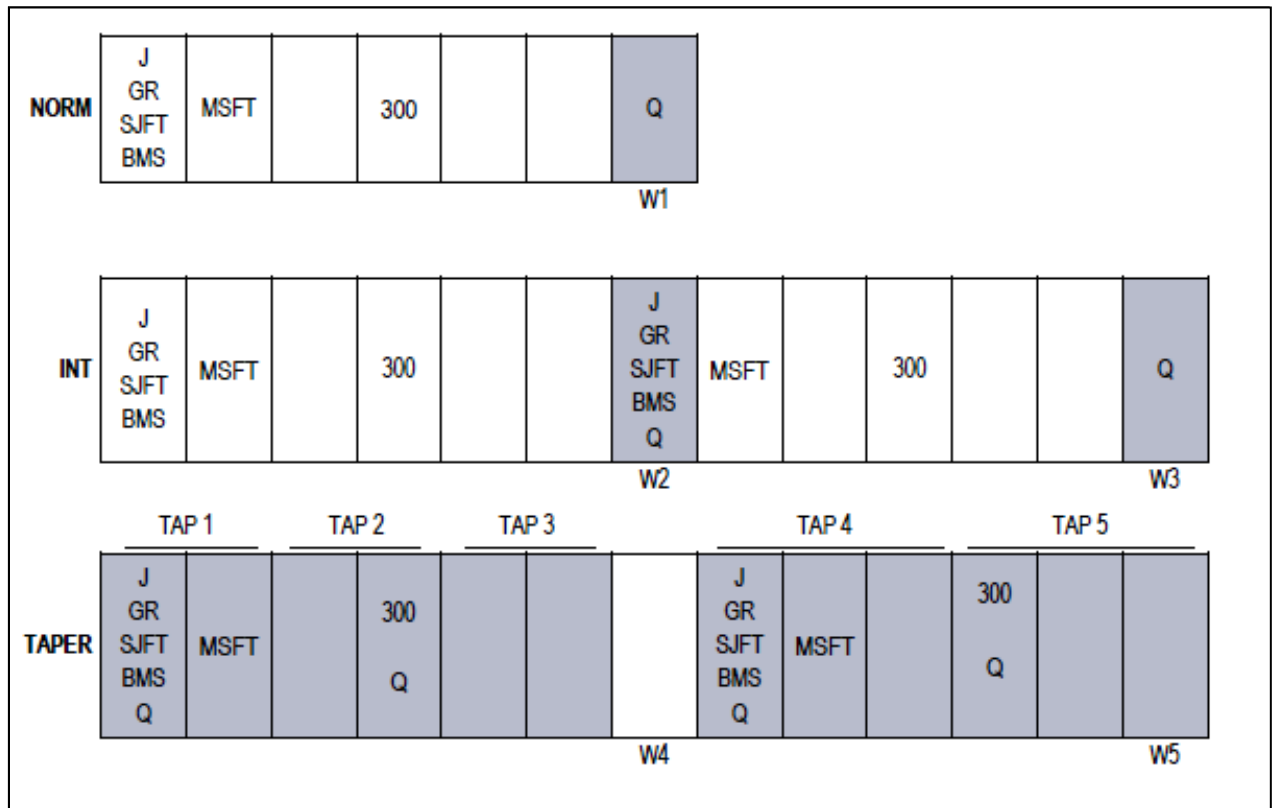 NORM
J
GR
SJFT
BMS
MSFT
300
Q
W1
INT
J
GR
SJFT
BMS
MSFT
300
J
GR
SJFT
BMS
Q
MSFT
300
Q
W2
W3
TAP 1
TAP 2
TAP 3
TAP 4
TAP 5
TAPER
J
GR
SJFT
BMS
Q
MSFT
300
Q
J
GR
SJFT
BMS
Q
MSFT
300
Q
W4
W5